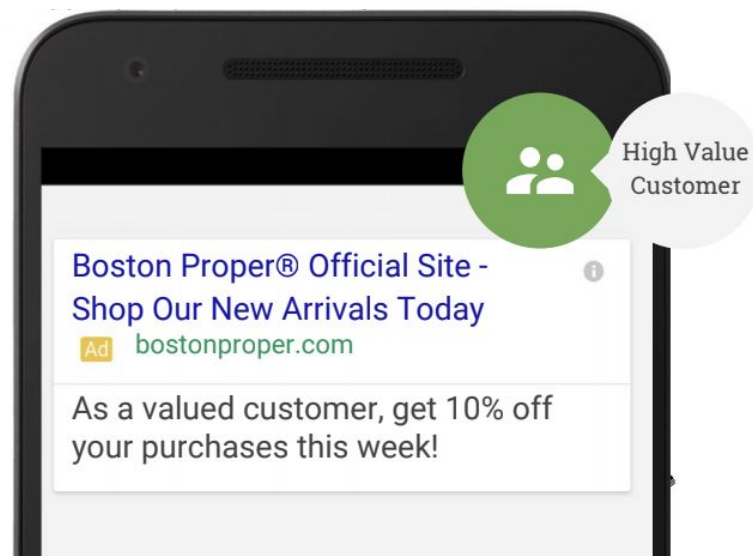 High Value
Customer
Boston Proper® Official Site -
Shop Our New Arrivals Today
Ad bostonproper.com
As a valued customer, get 10% off
your purchases this week!